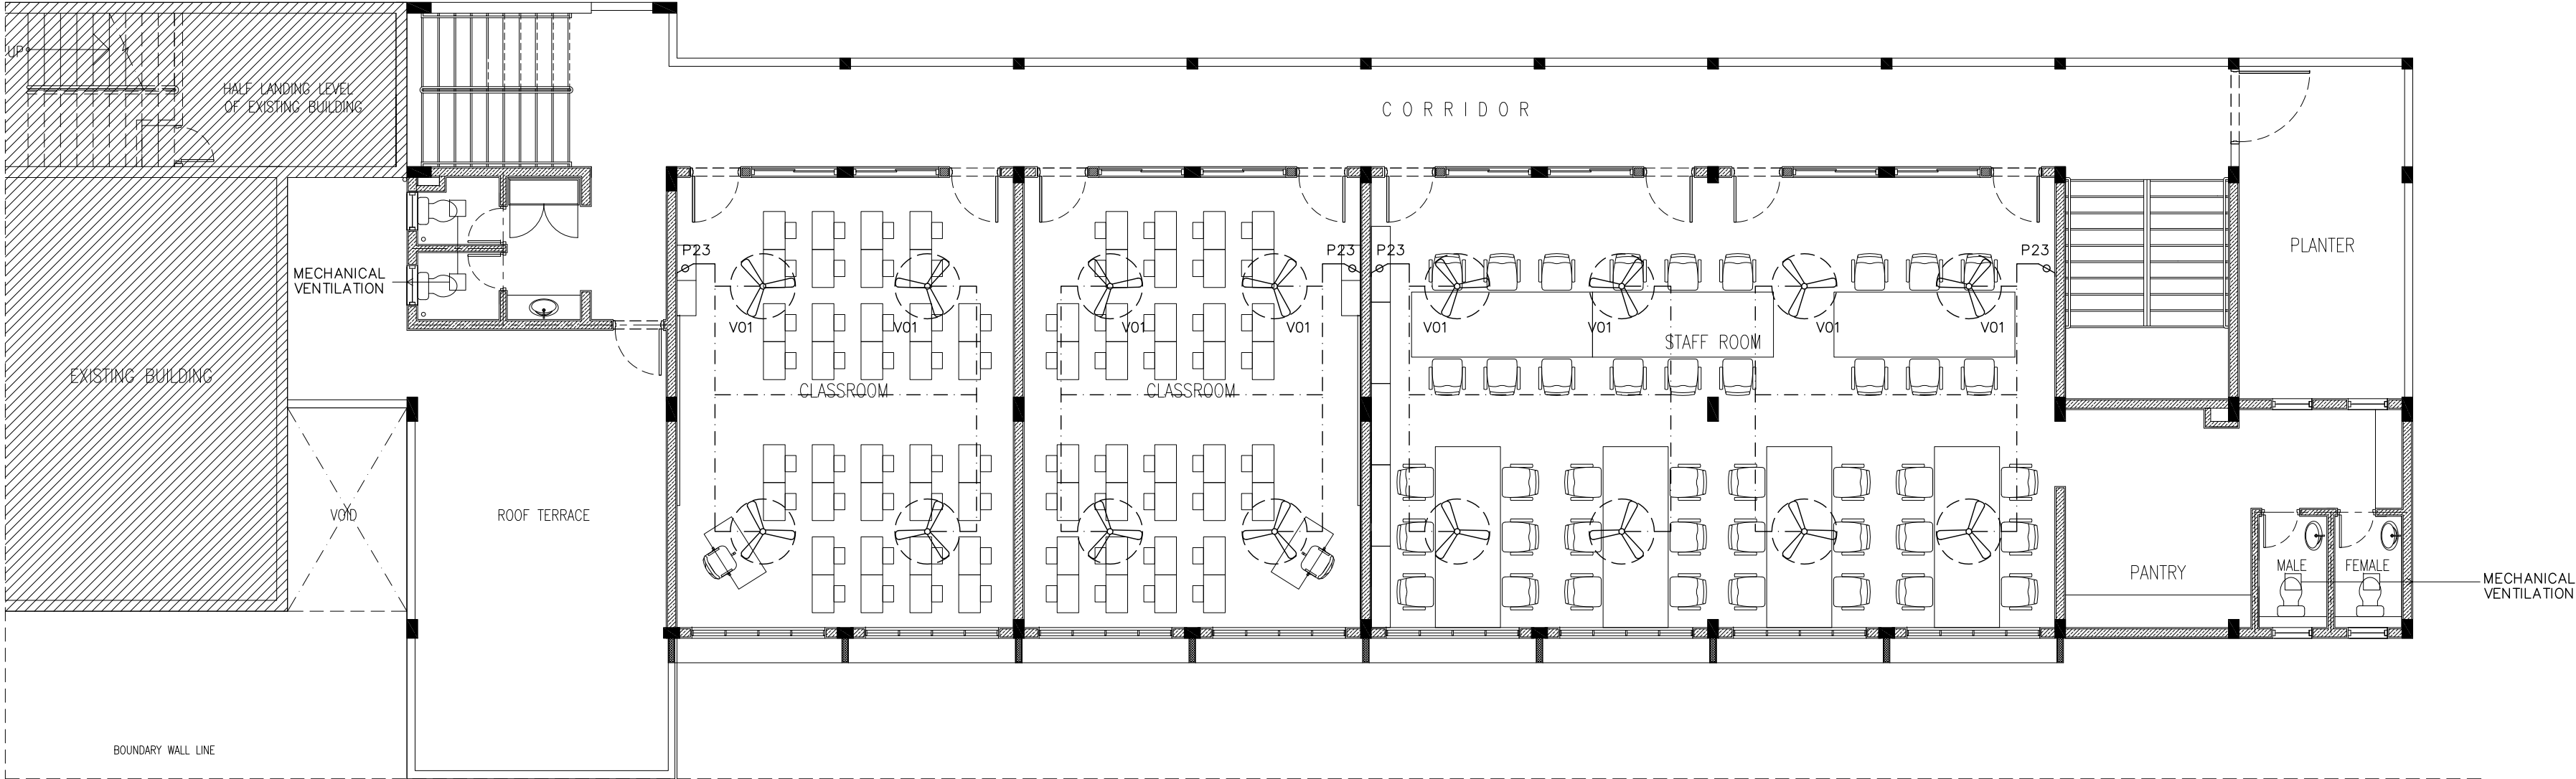 UP
HALF LANDING LEVEL
OF EXISTING BUILDING
CORRIDOR
PLANTER
P23
P23
P23
P23
MECHANICAL
VENTILATION
V01
V01
V01
V01
V01
V01
V01
V01
STAFF ROOM
EXISTING BUILDING
CLASSROOM
CLASSROOM
VOID
ROOF TERRACE
PANTRY
MALE
FEMALE
MECHANICAL
VENTILATION
BOUNDARY WALL LINE